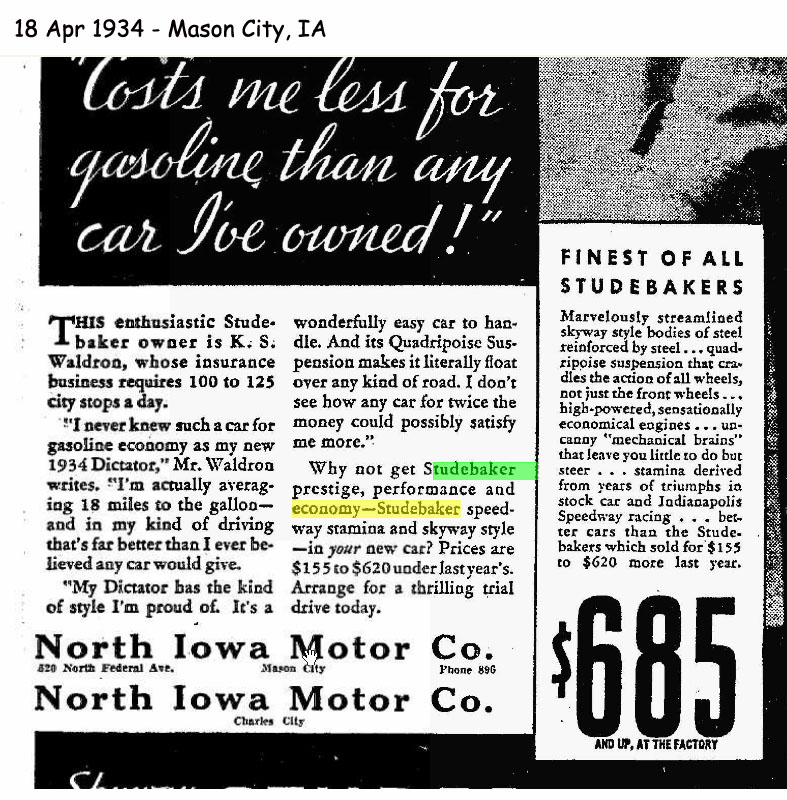 18 Apr 1934 - Mason City, IA
"Costs me less for
gasoline than any
car I've owned!"
THIS enthusiastic Stude-
baker owner is K. S.
Waldron, whose insurance
business requires 100 to 125
city stops a day.
"I never knew such a car for
gasoline economy as my new
1934 Dictator," Mr. Waldron
writes. "I'm actually averag-
ing 18 miles to the gallon—
and in my kind of driving
that's far better than I ever be-
lieved any car would give.
"My Dictator has the kind
of style I'm proud of. It's a
wonderfully easy car to han-
dle. And its Quadripoise Sus-
pension makes it literally float
over any kind of road. I don't
see how any car for twice the
money could possibly satisfy
me more."
Why not get Studebaker
prestige, performance and
economy—Studebaker speed-
way stamina and skyway style
—in your new car? Prices are
$155 to $620 under last year's.
Arrange for a thrilling trial
drive today.
FINEST OF ALL
STUDEBAKERS
Marvelously streamlined
skyway style bodies of steel
reinforced by steel . . . quad-
ripoise suspension that cra-
dles the action of all wheels,
not just the front wheels . . .
high-powered, sensationally
economical engines . . . un-
canny "mechanical brains"
that leave you little to do but
steer . . . stamina derived
from years of triumphs in
stock car and Indianapolis
Speedway racing . . . bet-
ter cars than the Stude-
bakers which sold for $155
to $620 more last year.
$685
AND UP, AT THE FACTORY
North Iowa Motor Co.
520 North Federal Ave. Mason City Phone 896
North Iowa Motor Co.
Charles City